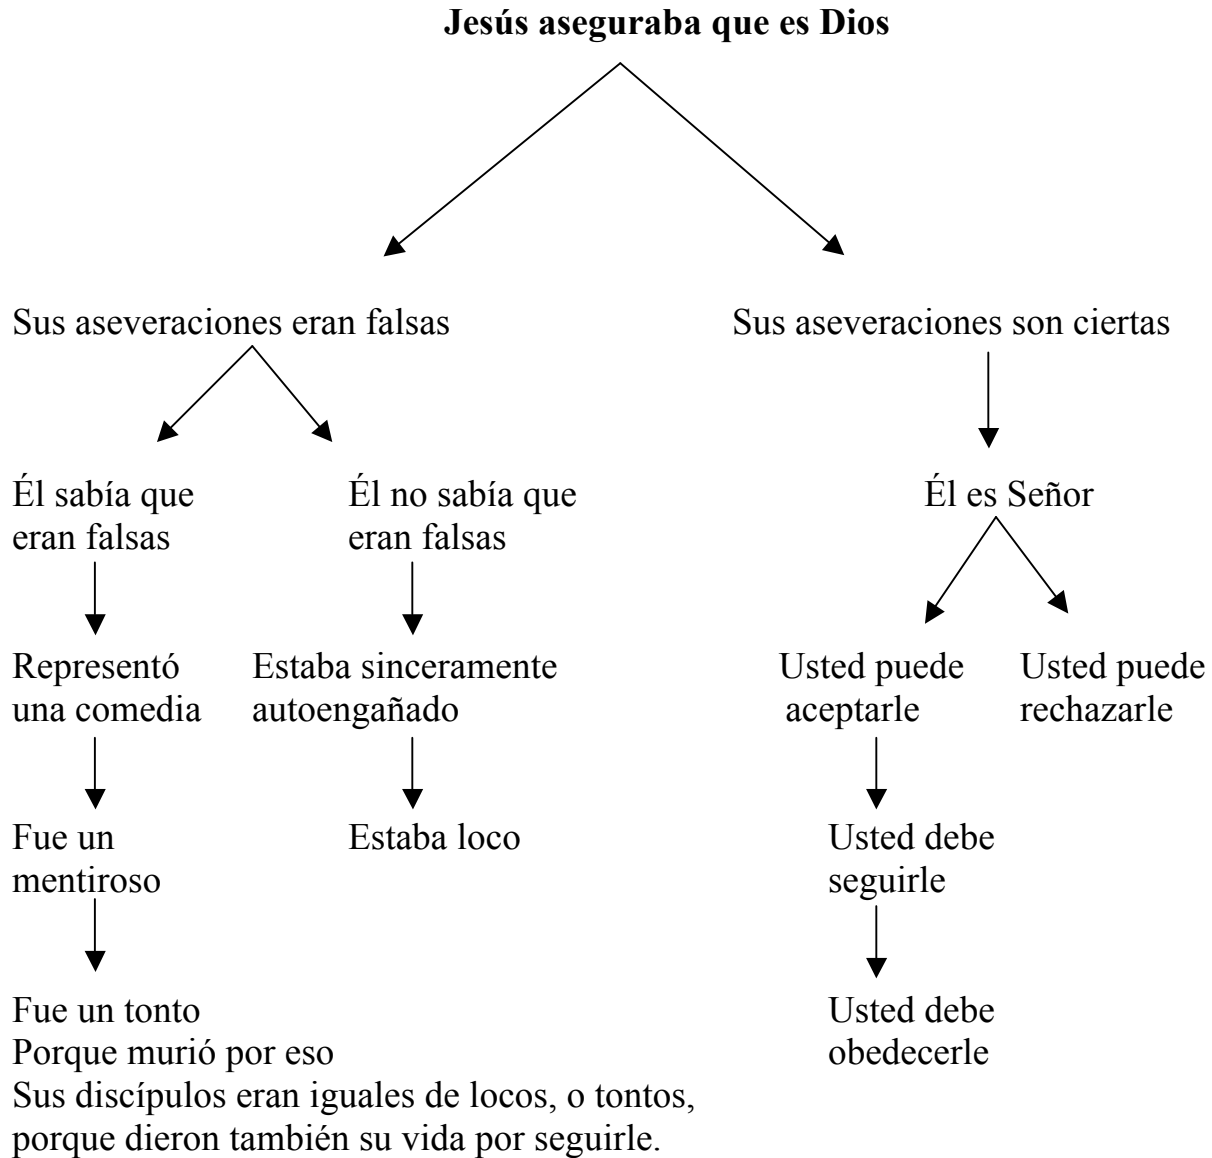 Jesús aseguraba que es Dios
Sus aseveraciones eran falsas
Sus aseveraciones son ciertas
Él sabía que
eran falsas
Él no sabía que
eran falsas
Él es Señor
Representó
una comedia
Estaba sinceramente
autoengañado
Usted puede
aceptarle
Usted puede
rechazarle
Fue un
mentiroso
Estaba loco
Usted debe
seguirle
Fue un tonto
Porque murió por eso
Sus discípulos eran iguales de locos, o tontos,
porque dieron también su vida por seguirle.
Usted debe
obedecerle